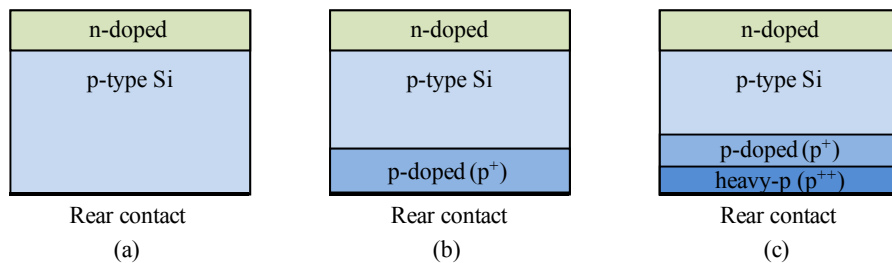 n-doped
p-type Si
Rear contact
(a)
n-doped
p-type Si
p-doped (p⁺)
Rear contact
(b)
n-doped
p-type Si
p-doped (p⁺)
heavy-p (p⁺⁺)
Rear contact
(c)